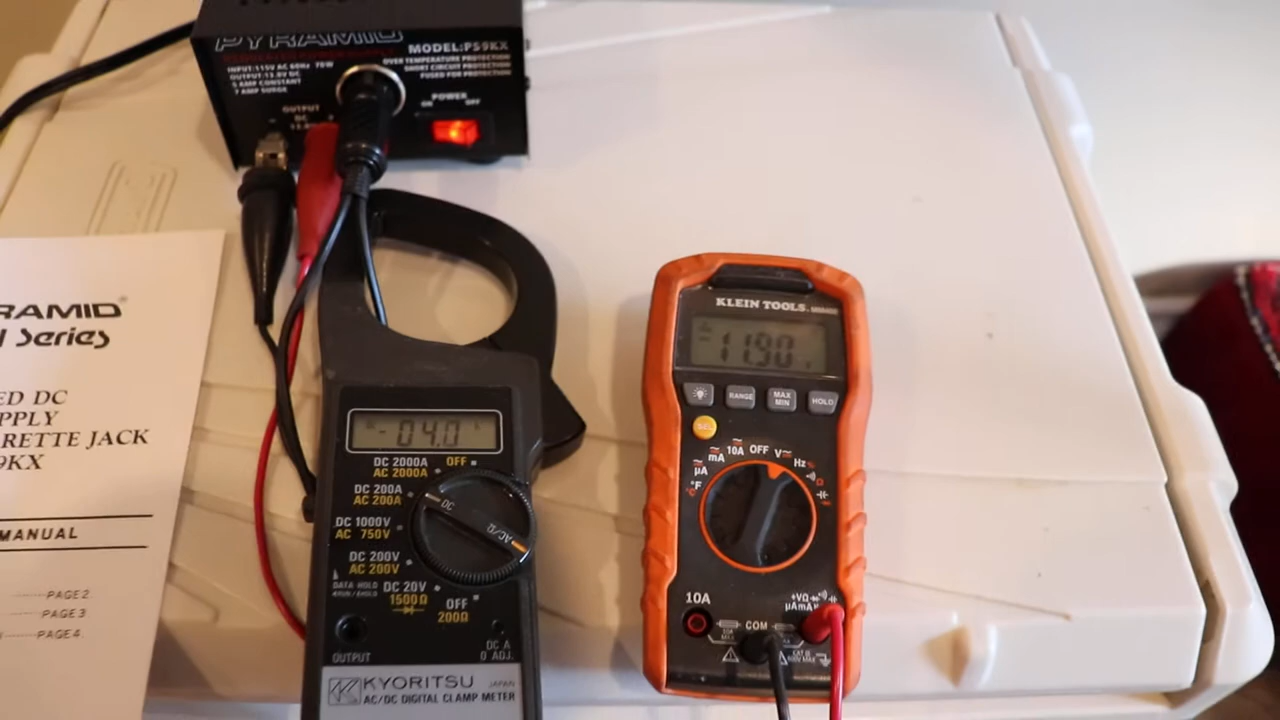 PYRAMID
MODEL:PS9KX
INPUT:115V AC 60Hz 70W
OUTPUT:13.8V DC
5 AMP CONSTANT
7 AMP SURGE
OVER TEMPERATURE PROTECTION
SHORT CIRCUIT PROTECTION
FUSED FOR PROTECTION
OUTPUT
DC
POWER
ON OFF
RAMID®
Series
ED DC
PPLY
RETTE JACK
9KX
MANUAL
PAGE 2
PAGE 3
PAGE 4.
-04.0
DC 2000A
AC 2000A
OFF
DC 200A
AC 200A
DC 1000V
AC 750V
DC 200V
AC 200V
DATA HOLD
DC 20V
1500Ω
OFF
200Ω
DC
AC/Ω
OUTPUT
DC A
0 ADJ.
KYORITSU JAPAN
AC/DC DIGITAL CLAMP METER
KLEIN TOOLS
11.90
RANGE
MAX
MIN
HOLD
SEL
µA
mA
10A
OFF
V
Hz
Ω
°F
°C
10A
COM
+VΩ
µAmA